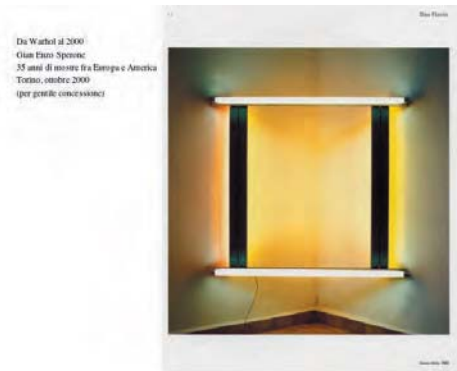 Da Warhol al 2000
Gian Enzo Sperone
35 anni di mostre fra Europa e America
Torino, ottobre 2000
(per gentile concessione)
Dan Flavin